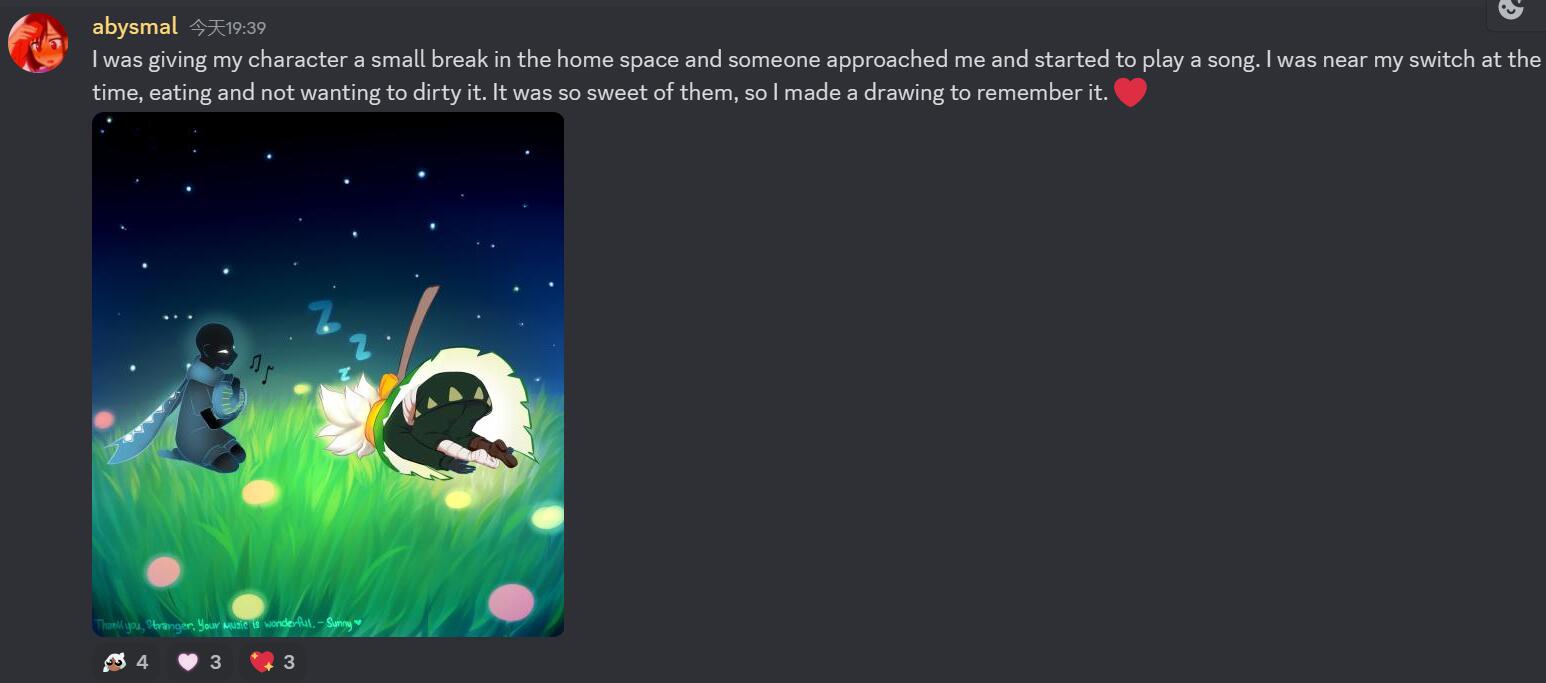 abysmal 今天19:39
I was giving my character a small break in the home space and someone approached me and started to play a song. I was near my switch at the
time, eating and not wanting to dirty it. It was so sweet of them, so I made a drawing to remember it. ❤️
Z
Z
Z
Thank you, Stranger. Your music is wonderful. - Sunny ♥
4 3 3